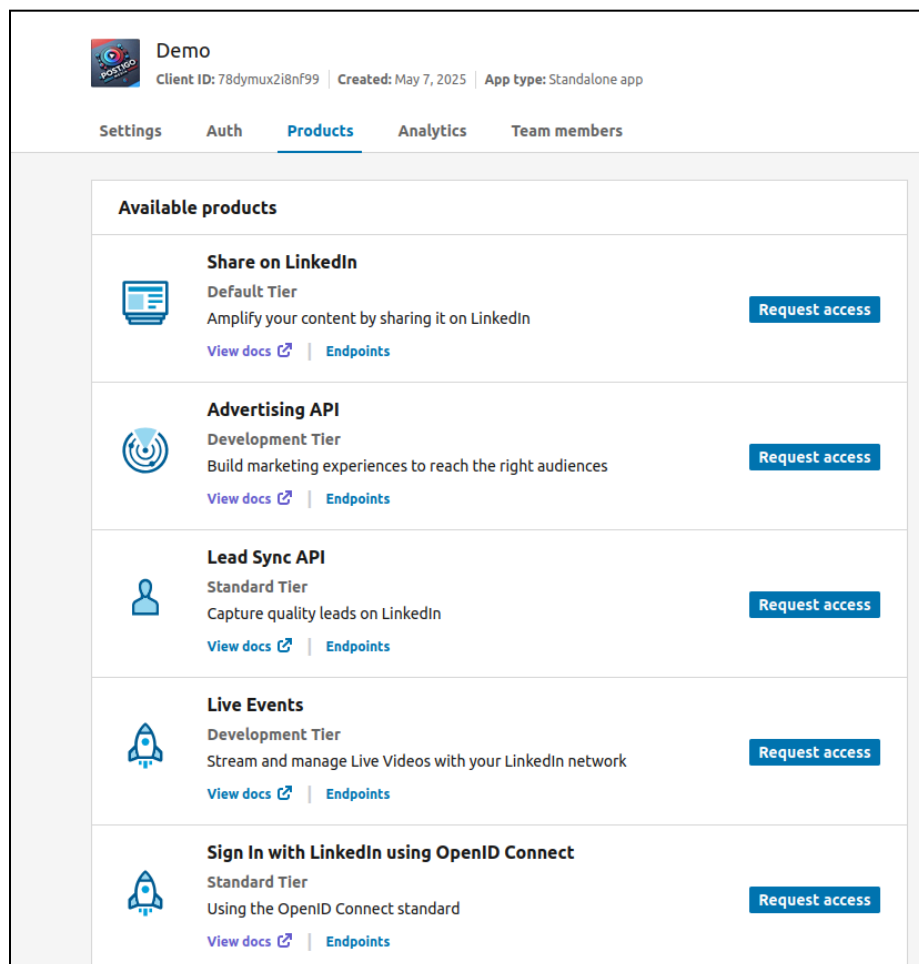 POSTIGO
Demo
Client ID: 78dymux2i8nf99 | Created: May 7, 2025 | App type: Standalone app
Settings Auth Products Analytics Team members
Available products
Share on LinkedIn
Default Tier
Amplify your content by sharing it on LinkedIn
Request access
View docs | Endpoints
Advertising API
Development Tier
Build marketing experiences to reach the right audiences
Request access
View docs | Endpoints
Lead Sync API
Standard Tier
Capture quality leads on LinkedIn
Request access
View docs | Endpoints
Live Events
Development Tier
Stream and manage Live Videos with your LinkedIn network
Request access
View docs | Endpoints
Sign In with LinkedIn using OpenID Connect
Standard Tier
Using the OpenID Connect standard
Request access
View docs | Endpoints